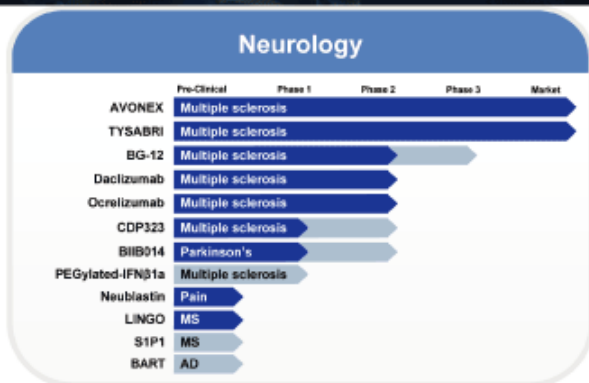 Neurology
Pre-Clinical Phase 1 Phase 2 Phase 3 Market
AVONEX Multiple sclerosis
TYSABRI Multiple sclerosis
BG-12 Multiple sclerosis
Daclizumab Multiple sclerosis
Ocrelizumab Multiple sclerosis
CDP323 Multiple sclerosis
BIIB014 Parkinson's
PEGylated-IFNβ1a Multiple sclerosis
Neublastin Pain
LINGO MS
S1P1 MS
BART AD